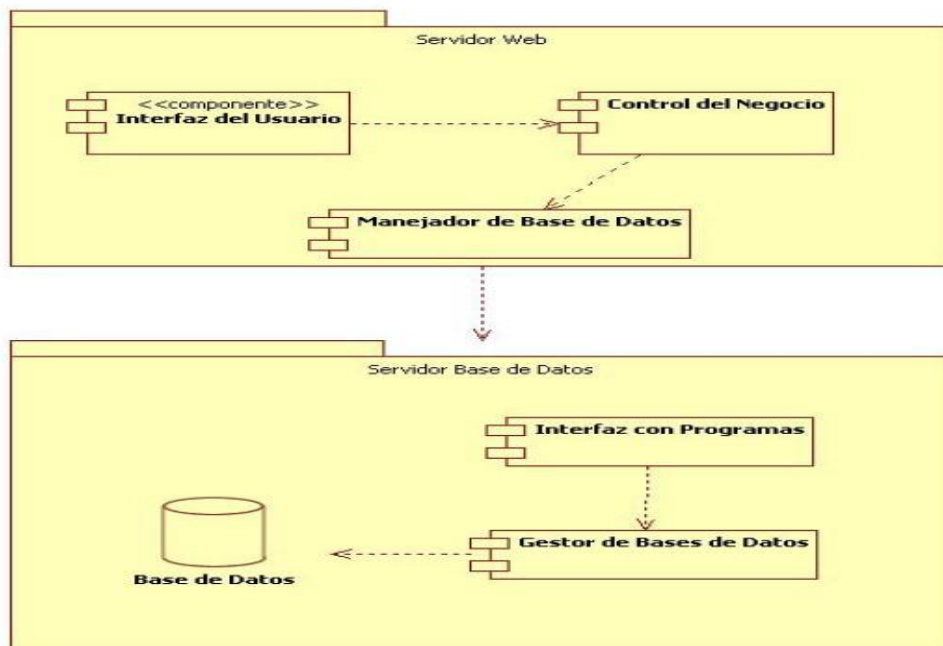 Servidor Web
<<componente>>
Interfaz del Usuario
Control del Negocio
Manejador de Base de Datos
Servidor Base de Datos
Interfaz con Programas
Gestor de Bases de Datos
Base de Datos